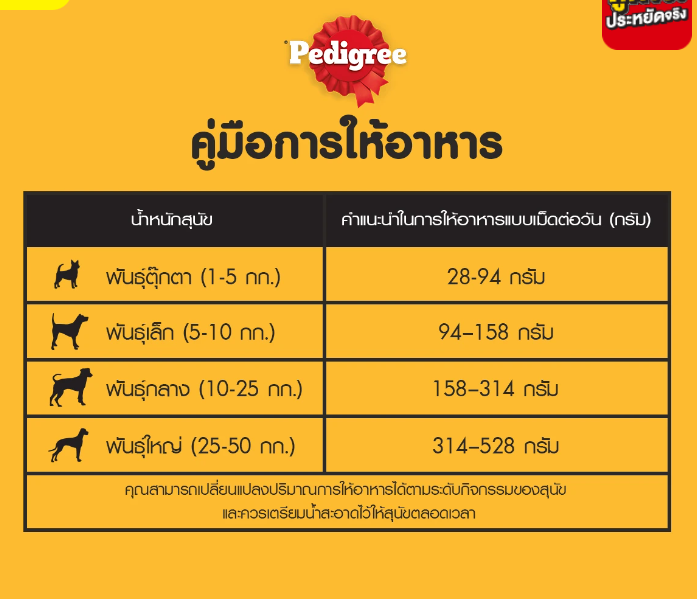 ประหยัดจริง
Pedigree
คู่มือการให้อาหาร
น้ำหนักสุนัข
คำแนะนำในการให้อาหารแบบเม็ดต่อวัน (กรัม)
พันธุ์ตุ๊กตา (1-5 กก.)
28-94 กรัม
พันธุ์เล็ก (5-10 กก.)
94–158 กรัม
พันธุ์กลาง (10-25 กก.)
158–314 กรัม
พันธุ์ใหญ่ (25-50 กก.)
314–528 กรัม
คุณสามารถเปลี่ยนแปลงปริมาณการให้อาหารได้ตามระดับกิจกรรมของสุนัข
และควรเตรียมน้ำสะอาดไว้ให้สุนัขตลอดเวลา